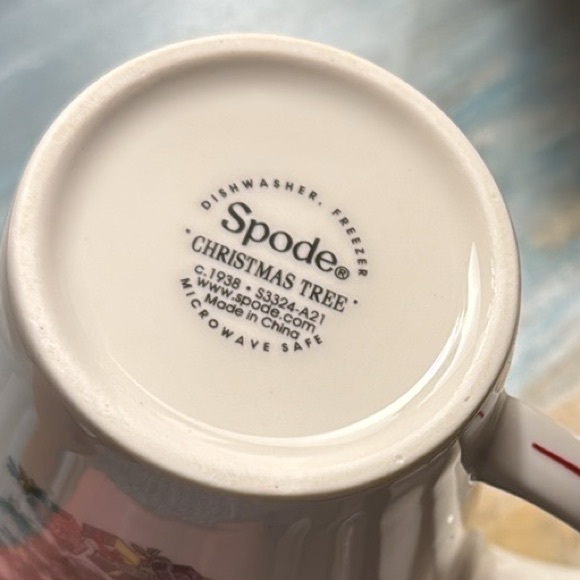 DISHWASHER, FREEZER
Spode®
• CHRISTMAS TREE •
c.1938 • S3324-A21
www.spode.com
Made in China
MICROWAVE SAFE